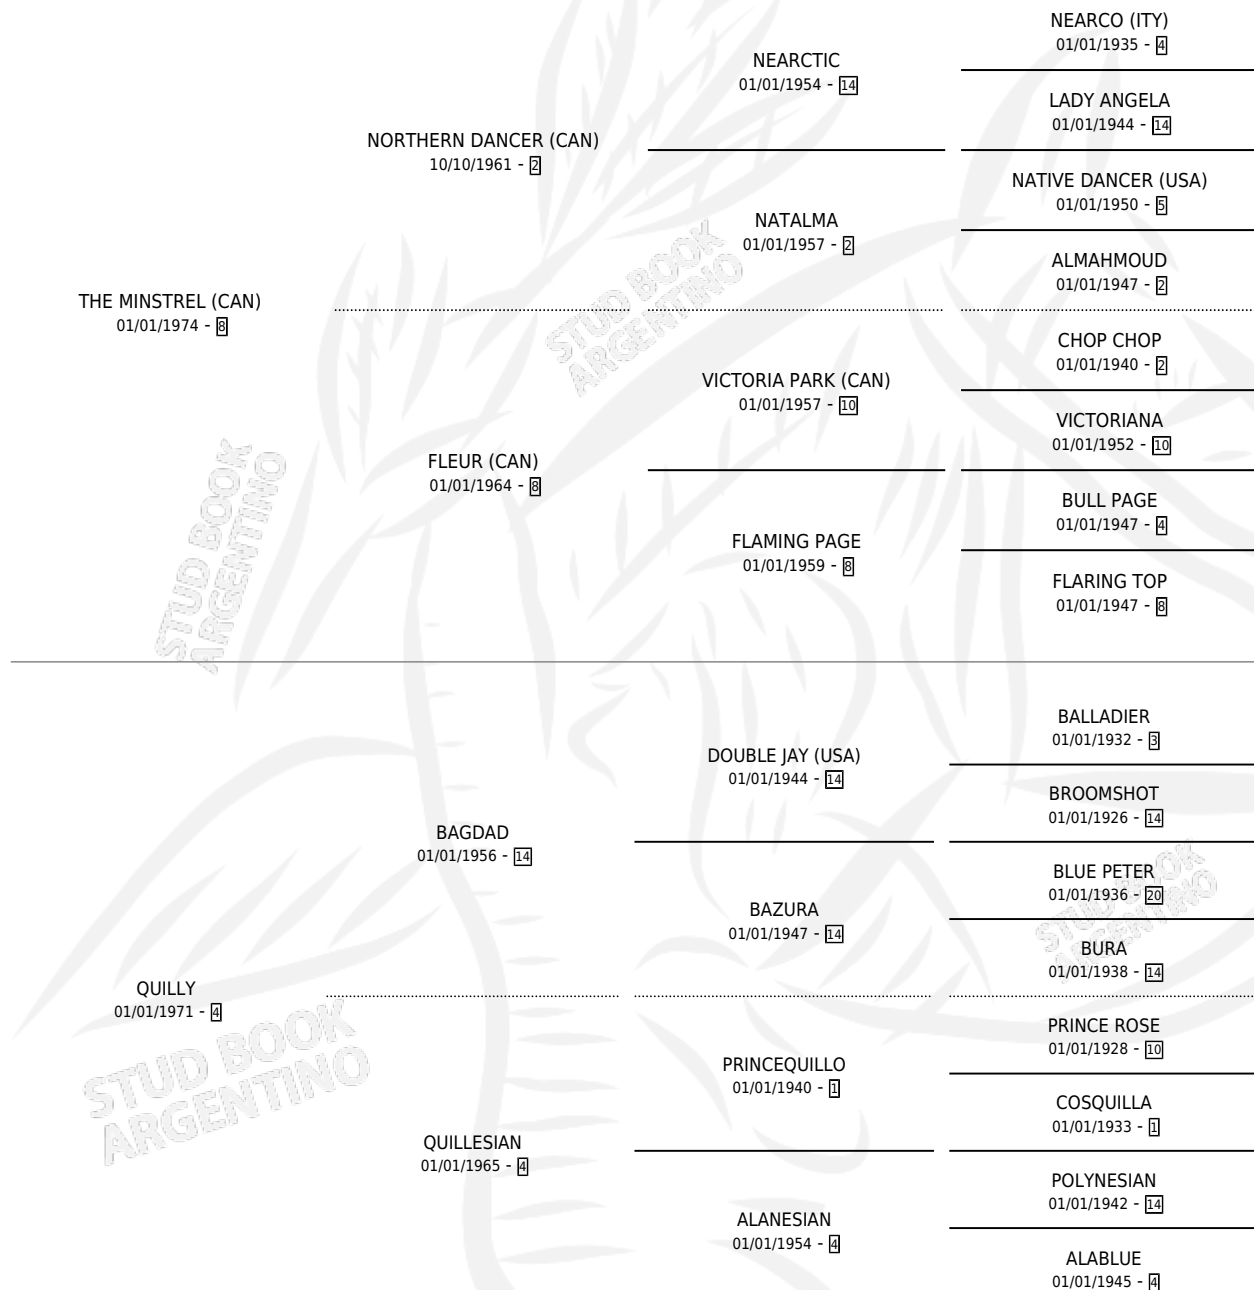 NEARCO (ITY)
01/01/1935 - 4
NEARCTIC
01/01/1954 - 14
LADY ANGELA
01/01/1944 - 14
NORTHERN DANCER (CAN)
10/10/1961 - 2
NATIVE DANCER (USA)
01/01/1950 - 5
NATALMA
01/01/1957 - 2
ALMAHMOUD
01/01/1947 - 2
THE MINSTREL (CAN)
01/01/1974 - 8
CHOP CHOP
01/01/1940 - 2
VICTORIA PARK (CAN)
01/01/1957 - 10
VICTORIANA
01/01/1952 - 10
FLEUR (CAN)
01/01/1964 - 8
BULL PAGE
01/01/1947 - 4
FLAMING PAGE
01/01/1959 - 8
FLARING TOP
01/01/1947 - 8
STUD BOOK
ARGENTINO
STUD BOOK
ARGENTINO
BALLADIER
01/01/1932 - 3
DOUBLE JAY (USA)
01/01/1944 - 14
BROOMSHOT
01/01/1926 - 14
BAGDAD
01/01/1956 - 14
BLUE PETER
01/01/1936 - 20
BAZURA
01/01/1947 - 14
BURA
01/01/1938 - 14
QUILLY
01/01/1971 - 4
PRINCE ROSE
01/01/1928 - 10
PRINCEQUILLO
01/01/1940 - 1
COSQUILLA
01/01/1933 - 1
QUILLESIAN
01/01/1965 - 4
POLYNESIAN
01/01/1942 - 14
ALANESIAN
01/01/1954 - 4
ALABLUE
01/01/1945 - 4
STUD BOOK
ARGENTINO
STUD BOOK
ARGENTINO